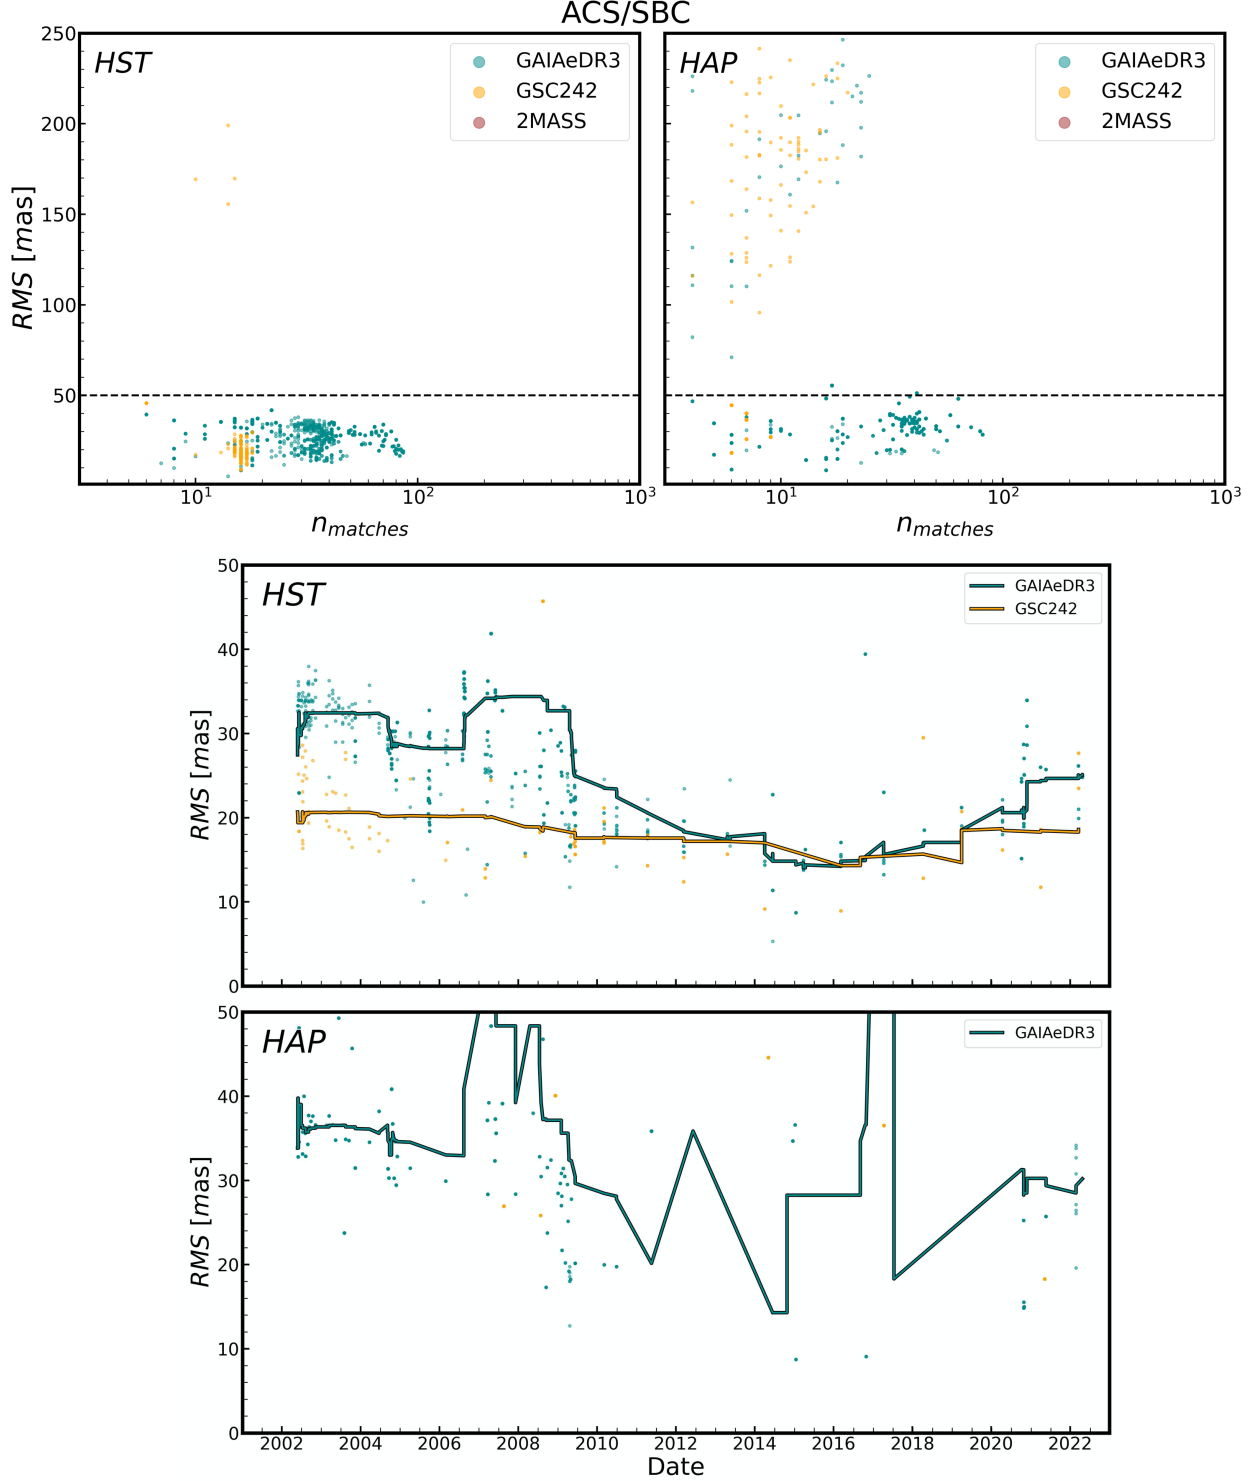 ACS/SBC
HST
GAIAeDR3
GSC242
2MASS
250
200
150
100
50
RMS [mas]
10^1
10^2
10^3
n_matches
HAP
GAIAeDR3
GSC242
2MASS
10^1
10^2
10^3
n_matches
HST
GAIAeDR3
GSC242
50
40
30
20
10
0
RMS [mas]
HAP
GAIAeDR3
50
40
30
20
10
0
RMS [mas]
2002 2004 2006 2008 2010 2012 2014 2016 2018 2020 2022
Date